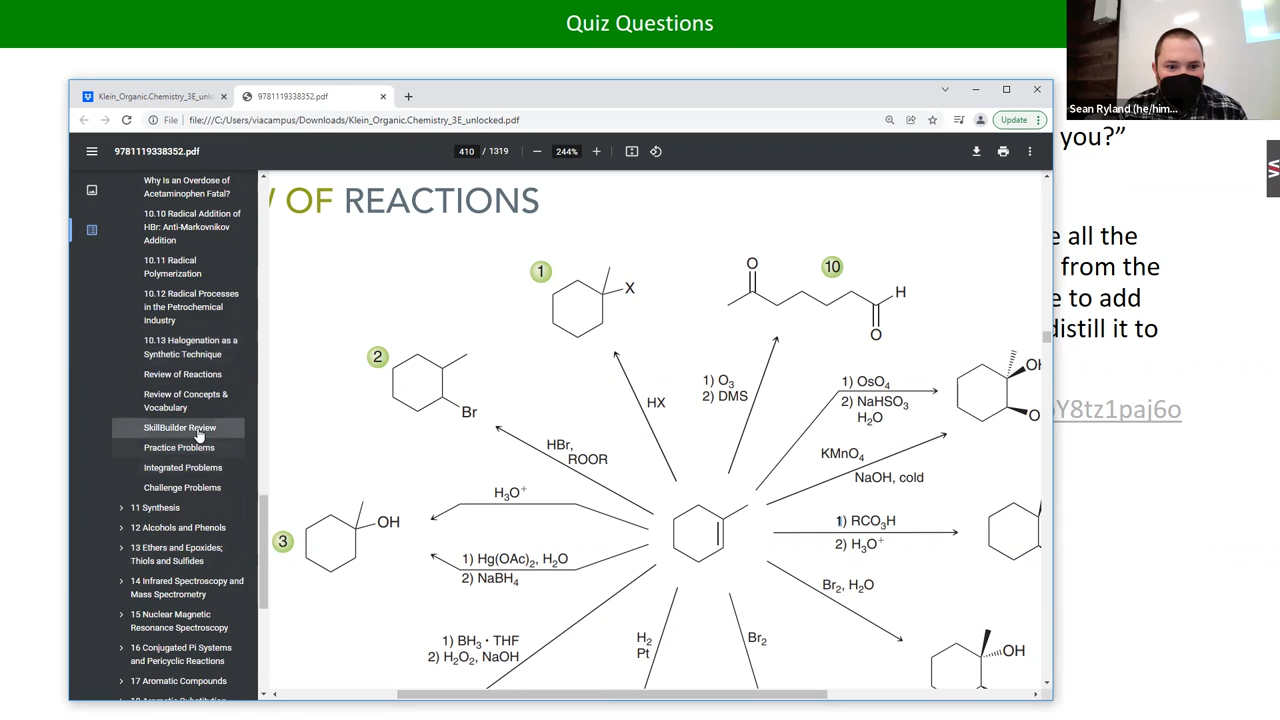 Quiz Questions
Sean Ryland (he/him...
you?"
e all the
from the
e to add
distill it to
Y8tz1paj6o
Klein_Organic.Chemistry_3E_unlo
9781119338352.pdf
File
file:///C:/Users/viacampus/Downloads/Klein_Organic.Chemistry_3E_unlocked.pdf
Update
9781119338352.pdf
410 / 1319
244%
Why Is an Overdose of
Acetaminophen Fatal?
10.10 Radical Addition of
HBr: Anti-Markovnikov
Addition
10.11 Radical
Polymerization
10.12 Radical Processes
in the Petrochemical
Industry
10.13 Halogenation as a
Synthetic Technique
Review of Reactions
Review of Concepts &
Vocabulary
SkillBuilder Review
Practice Problems
Integrated Problems
Challenge Problems
11 Synthesis
12 Alcohols and Phenols
13 Ethers and Epoxides;
Thiols and Sulfides
14 Infrared Spectroscopy and
Mass Spectrometry
15 Nuclear Magnetic
Resonance Spectroscopy
16 Conjugated Pi Systems
and Pericyclic Reactions
17 Aromatic Compounds
OF REACTIONS
1
X
10
O
H
O
2
Br
1) O3
2) DMS
HX
1) OsO4
2) NaHSO3
H2O
OH
O
HBr,
ROOR
KMnO4
NaOH, cold
H3O+
3
OH
1) Hg(OAc)2, H2O
2) NaBH4
1) RCO3H
2) H3O+
Br2, H2O
1) BH3 · THF
2) H2O2, NaOH
H2
Pt
Br2
OH